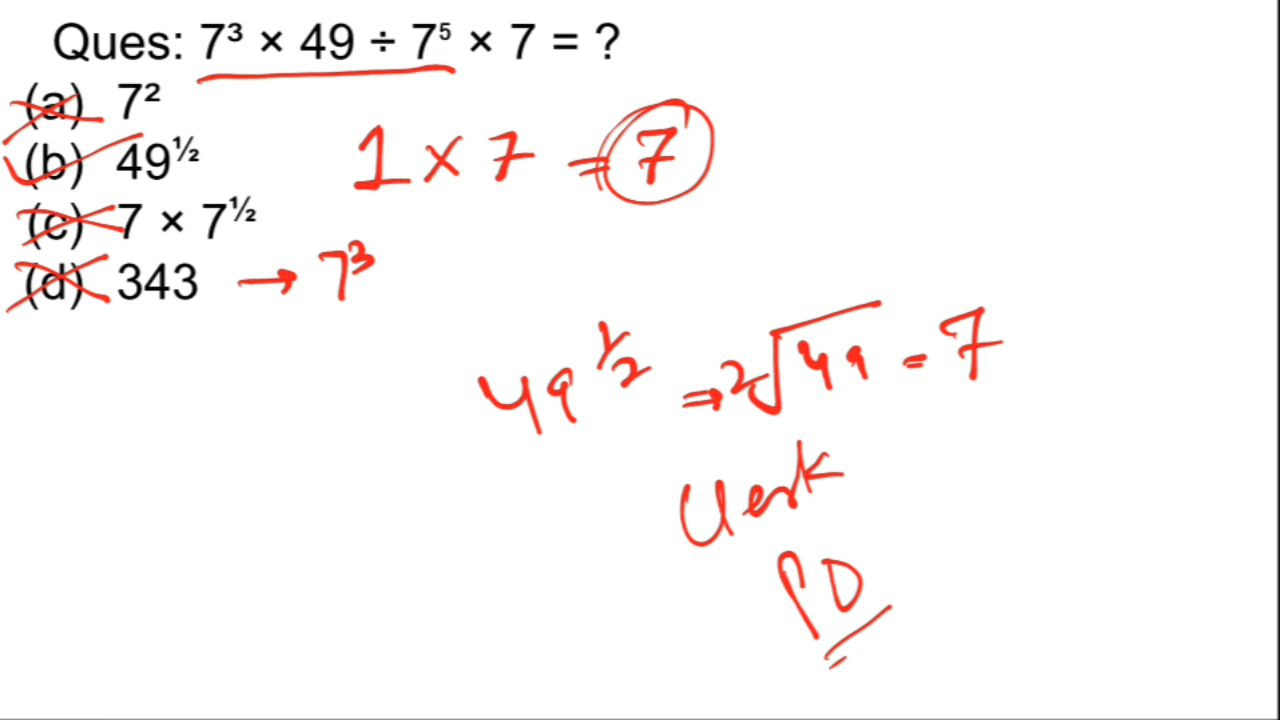 Ques: 7³ × 49 ÷ 7⁵ × 7 = ?
(a) 7²
(b) 49½
(c) 7 × 7½
(d) 343 → 7³
1 × 7 = 7
49 1/2 ⇒ 2√49 = 7
Clerk
PO